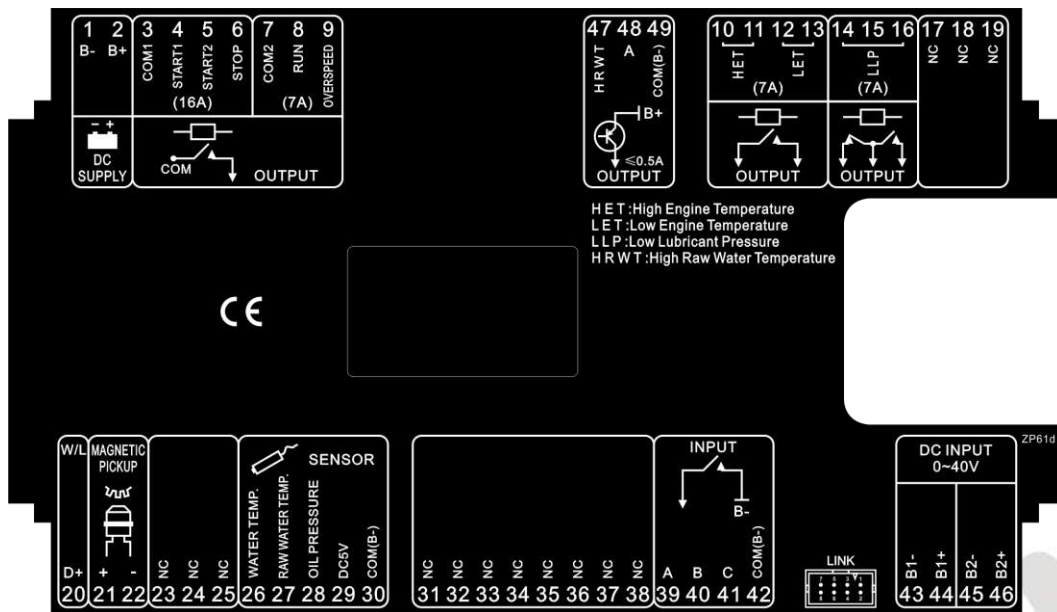 1 2 3 4 5 6 7 8 9
B- B+ COM1 START1 START2 STOP COM2 RUN OVERSPEED
(16A) (7A)
- +
DC
SUPPLY
COM
OUTPUT
47 48 49
HRWT A COM(B-)
B+
≤0.5A
OUTPUT
10 11 12 13 14 15 16 17 18 19
HET LET LLP NC NC NC
(7A) (7A)
OUTPUT OUTPUT
H E T :High Engine Temperature
L E T :Low Engine Temperature
L L P :Low Lubricant Pressure
H R W T :High Raw Water Temperature
CE
ZP61d
W/L MAGNETIC
PICKUP
D+ + - NC NC NC
20 21 22 23 24 25
SENSOR
WATER TEMP. RAW WATER TEMP. OIL PRESSURE DC5V COM(B-)
26 27 28 29 30
NC NC NC NC NC NC NC NC
31 32 33 34 35 36 37 38
INPUT
B-
A B C COM(B-)
39 40 41 42
LINK
7 5 3 1
DC INPUT
0~40V
B1- B1+ B2- B2+
43 44 45 46